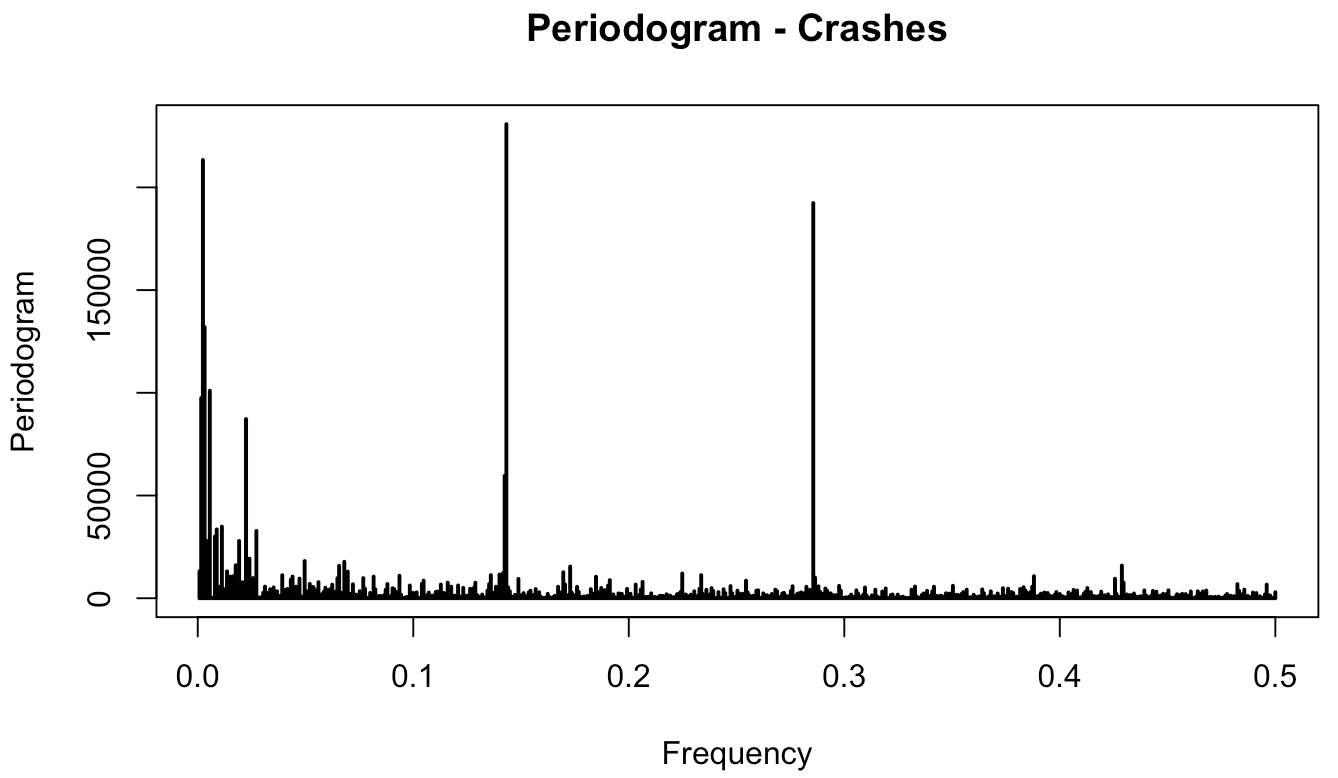 Periodogram - Crashes
Periodogram
150000
50000
0
0.0 0.1 0.2 0.3 0.4 0.5
Frequency